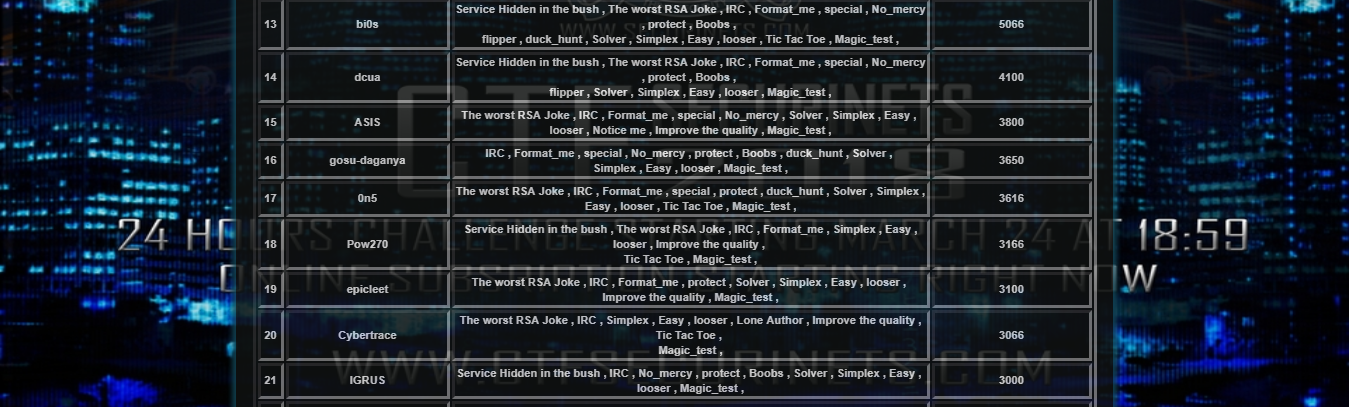 13 bi0s Service Hidden in the bush , The worst RSA Joke , IRC , Format_me , special , No_mercy 5066
, protect , Boobs ,
flipper , duck_hunt , Solver , Simplex , Easy , looser , Tic Tac Toe , Magic_test ,
14 dcua Service Hidden in the bush , The worst RSA Joke , IRC , Format_me , special , No_mercy 4100
, protect , Boobs ,
flipper , Solver , Simplex , Easy , looser , Magic_test ,
15 ASIS The worst RSA Joke , IRC , Format_me , special , No_mercy , Solver , Simplex , Easy , 3800
looser , Notice me , Improve the quality , Magic_test ,
16 gosu-daganya IRC , Format_me , special , No_mercy , protect , Boobs , duck_hunt , Solver , 3650
Simplex , Easy , looser , Magic_test ,
17 0n5 The worst RSA Joke , IRC , Format_me , special , protect , duck_hunt , Solver , Simplex , 3616
Easy , looser , Tic Tac Toe , Magic_test ,
18 Pow270 Service Hidden in the bush , The worst RSA Joke , IRC , Format_me , Simplex , Easy , 3166
looser , Improve the quality ,
Tic Tac Toe , Magic_test ,
19 epicleet The worst RSA Joke , IRC , Format_me , protect , Solver , Simplex , Easy , looser , 3100
Improve the quality , Magic_test ,
20 Cybertrace The worst RSA Joke , IRC , Simplex , Easy , looser , Lone Author , Improve the quality , 3066
Tic Tac Toe ,
Magic_test ,
21 IGRUS Service Hidden in the bush , IRC , No_mercy , protect , Boobs , Solver , Simplex , Easy , 3000
looser , Magic_test ,
CTF SECURINETS
2018
24 HOURS CHALLENGE MARCH 24 AT 18:59
ONLINE STARTING RIGHT NOW
WWW.CTFSECURINETS.COM